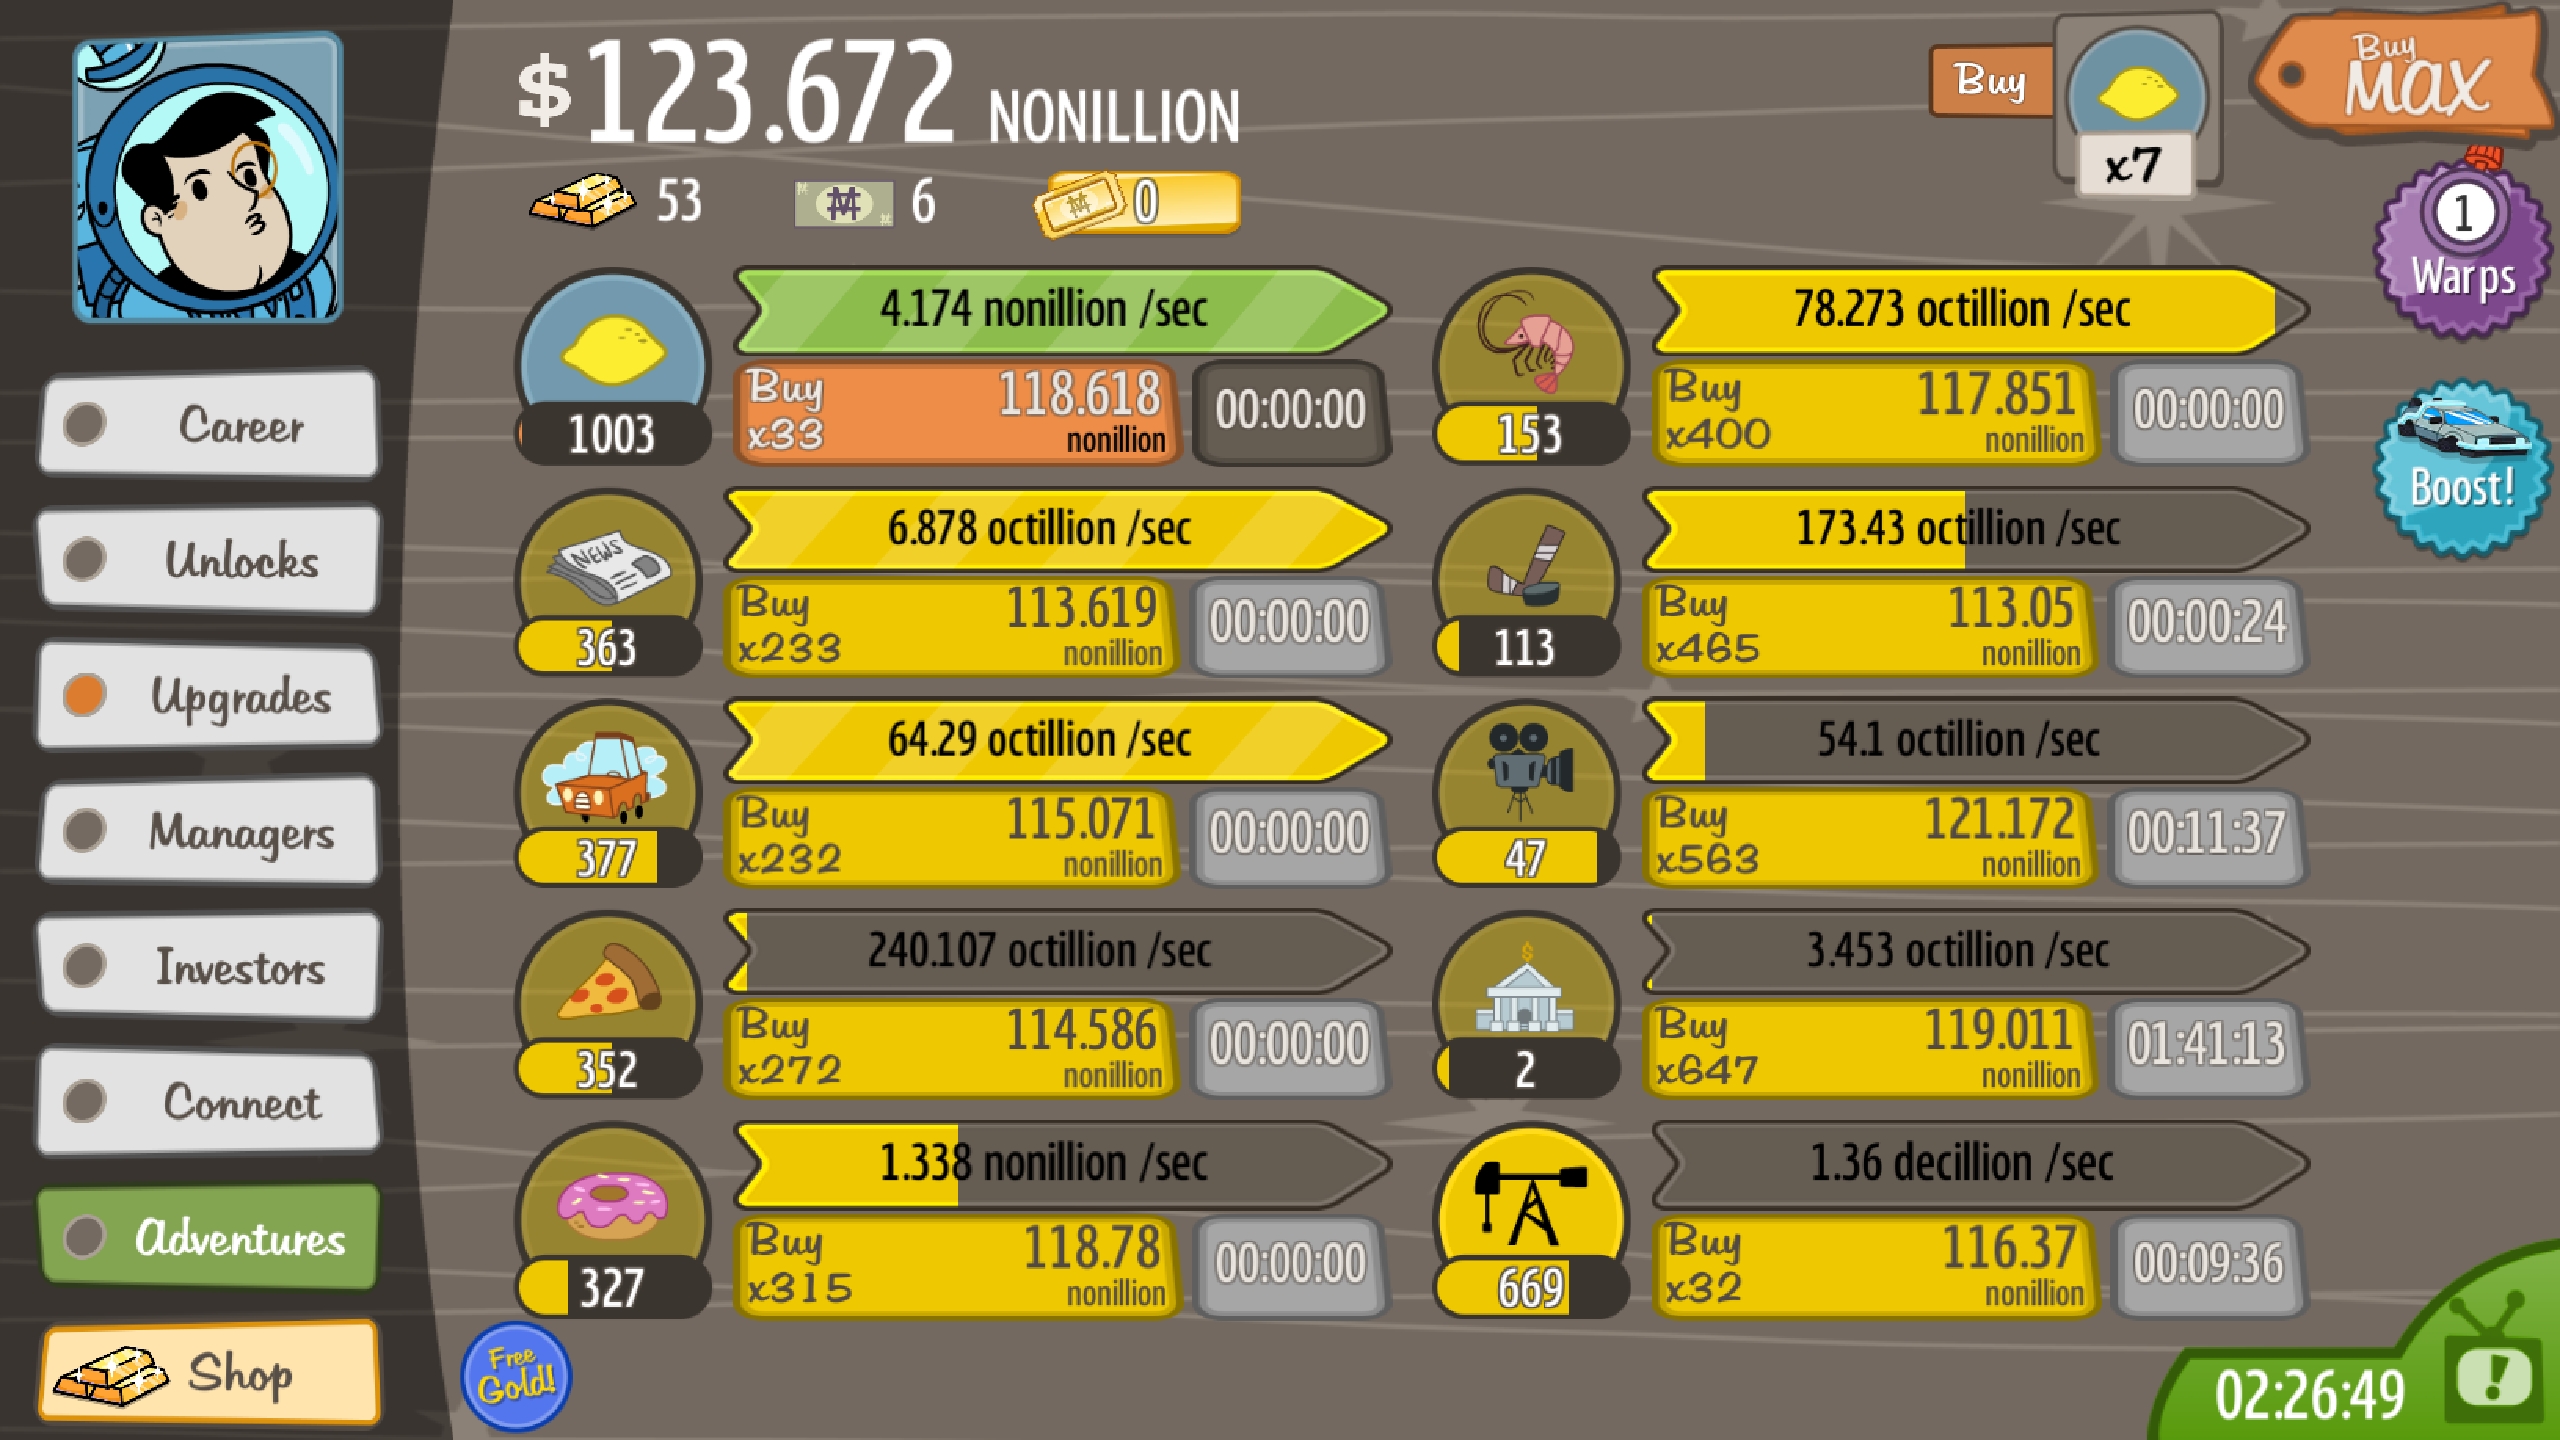 $123.672 NONILLION
53
6
0
Buy
x7
Buy
MAX
1
Warps
Boost!
Career
Unlocks
Upgrades
Managers
Investors
Connect
Adventures
Shop
4.174 nonillion /sec
Buy
x33
118.618
nonillion
00:00:00
1003
NEWS
6.878 octillion /sec
Buy
x233
113.619
nonillion
00:00:00
363
64.29 octillion /sec
Buy
x232
115.071
nonillion
00:00:00
377
240.107 octillion /sec
Buy
x272
114.586
nonillion
00:00:00
352
1.338 nonillion /sec
Buy
x315
118.78
nonillion
00:00:00
327
78.273 octillion /sec
Buy
x400
117.851
nonillion
00:00:00
153
173.43 octillion /sec
Buy
x465
113.05
nonillion
00:00:24
113
54.1 octillion /sec
Buy
x563
121.172
nonillion
00:11:37
47
$
3.453 octillion /sec
Buy
x647
119.011
nonillion
01:41:13
2
1.36 decillion /sec
Buy
x32
116.37
nonillion
00:09:36
669
Free
Gold!
02:26:49
!